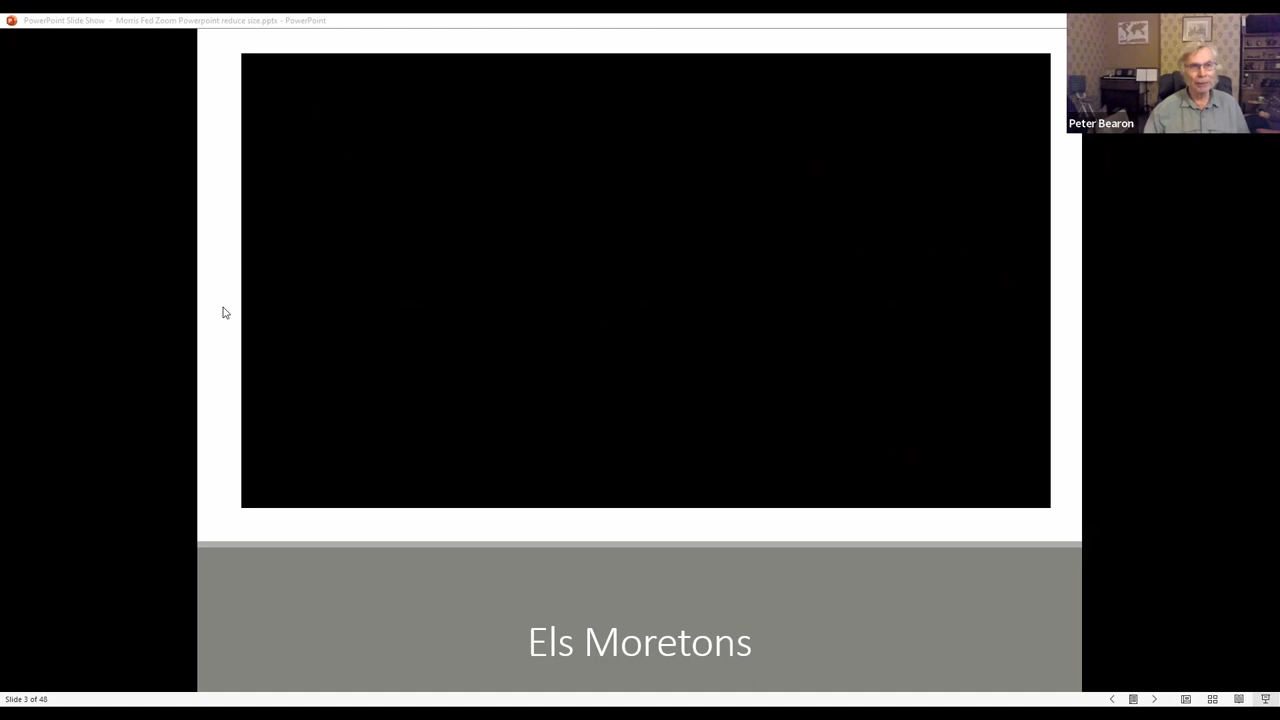 PowerPoint Slide Show - Morris Fed Zoom Powerpoint reduce size.pptx - PowerPoint
Peter Bearon
Els Moretons
Slide 3 of 48